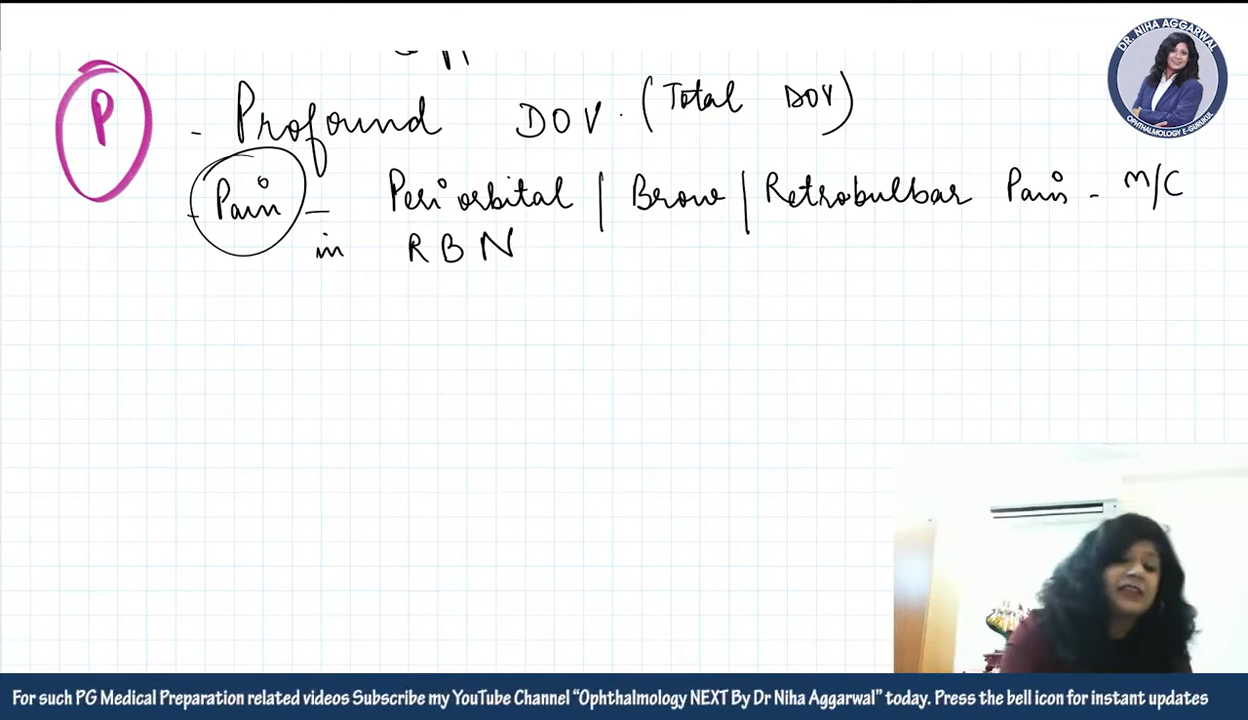 DR. NIHA AGGARWAL
OPHTHALMOLOGY E-GURUKUL
P
- Profound DOV. (Total DOV)
- Pain - Peri orbital | Brow | Retrobulbar Pain - M/C
in RBN
For such PG Medical Preparation related videos Subscribe my YouTube Channel “Ophthalmology NEXT By Dr Niha Aggarwal” today. Press the bell icon for instant updates